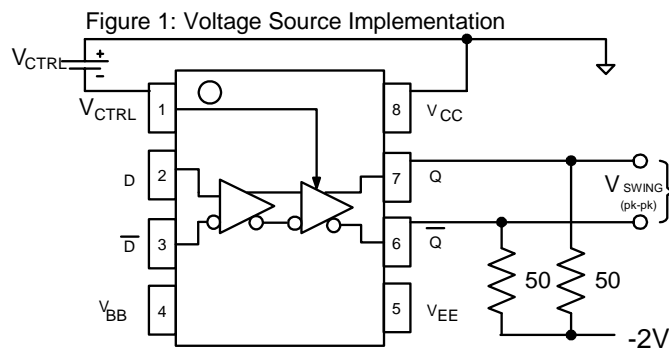 Figure 1: Voltage Source Implementation
VCTRL
+
-
VCTRL
1
8
VCC
D
2
7
Q
VSWING
(pk-pk)
D̅
3
6
Q̅
50
50
VBB
4
5
VEE
-2V